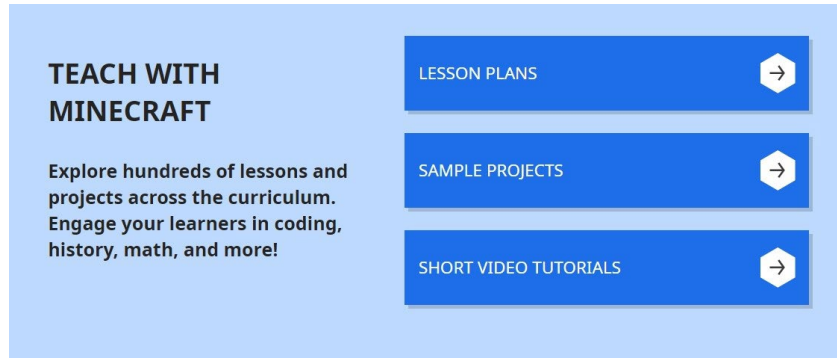 TEACH WITH
MINECRAFT
Explore hundreds of lessons and
projects across the curriculum.
Engage your learners in coding,
history, math, and more!
LESSON PLANS
SAMPLE PROJECTS
SHORT VIDEO TUTORIALS